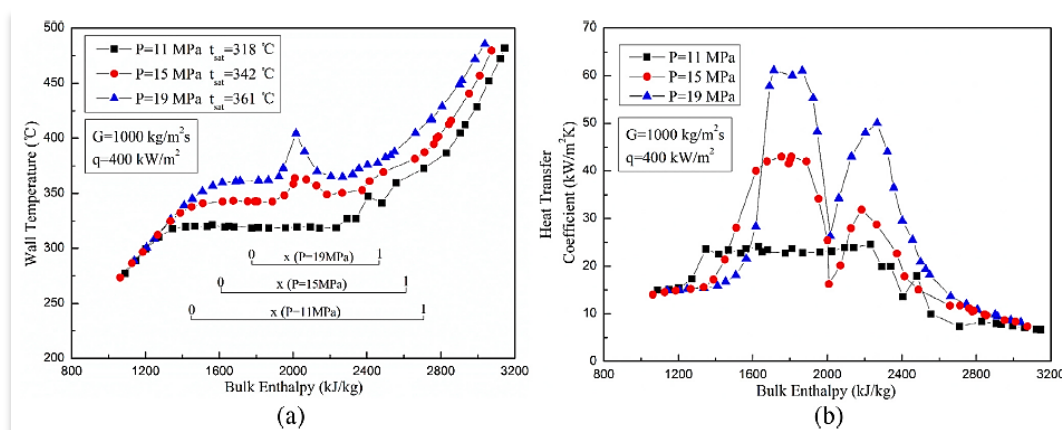 500
450
400
350
300
250
200
Wall Temperature (℃)
P=11 MPa t_sat=318 ℃
P=15 MPa t_sat=342 ℃
P=19 MPa t_sat=361 ℃
G=1000 kg/m²s
q=400 kW/m²
0 1
x (P=19MPa)
0 1
x (P=15MPa)
0 1
x (P=11MPa)
800 1200 1600 2000 2400 2800 3200
Bulk Enthalpy (kJ/kg)
(a)
70
60
50
40
30
20
10
0
Heat Transfer
Coefficient (kW/m²K)
P=11 MPa
P=15 MPa
P=19 MPa
G=1000 kg/m²s
q=400 kW/m²
800 1200 1600 2000 2400 2800 3200
Bulk Enthalpy (kJ/kg)
(b)